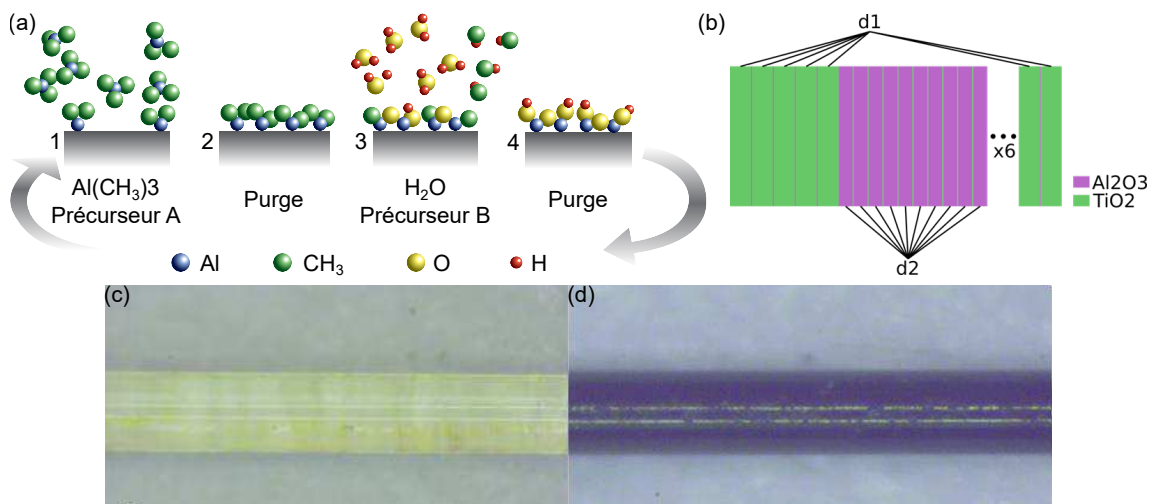 (a)
1
2
3
4
Al(CH₃)3
Précurseur A
Purge
H₂O
Précurseur B
Purge
Al
CH₃
O
H
(b)
d1
x6
Al2O3
TiO2
d2
(c)
(d)